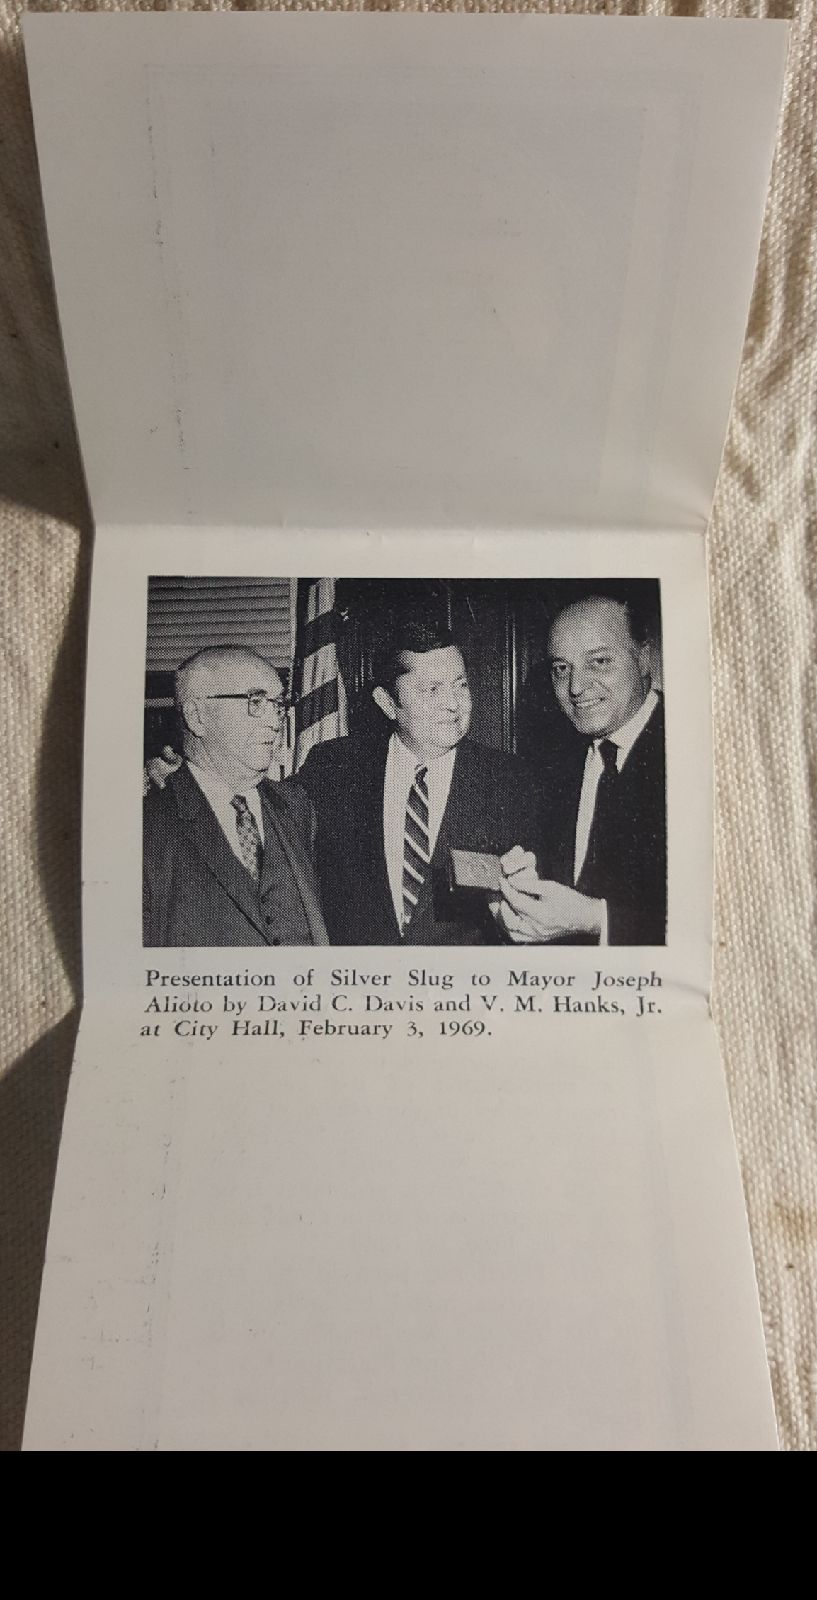 Presentation of Silver Slug to Mayor Joseph
Alioto by David C. Davis and V. M. Hanks, Jr.
at City Hall, February 3, 1969.